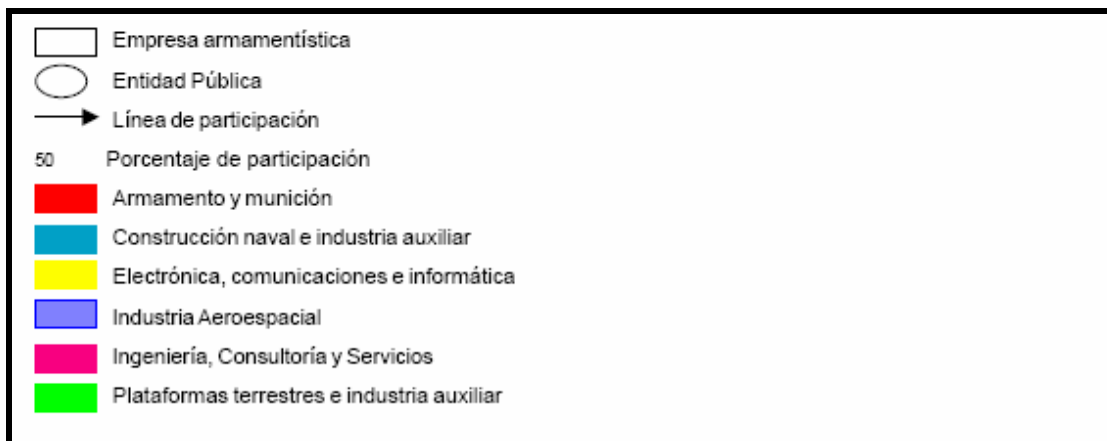 Empresa armamentística
Entidad Pública
Línea de participación
50 Porcentaje de participación
Armamento y munición
Construcción naval e industria auxiliar
Electrónica, comunicaciones e informática
Industria Aeroespacial
Ingeniería, Consultoría y Servicios
Plataformas terrestres e industria auxiliar